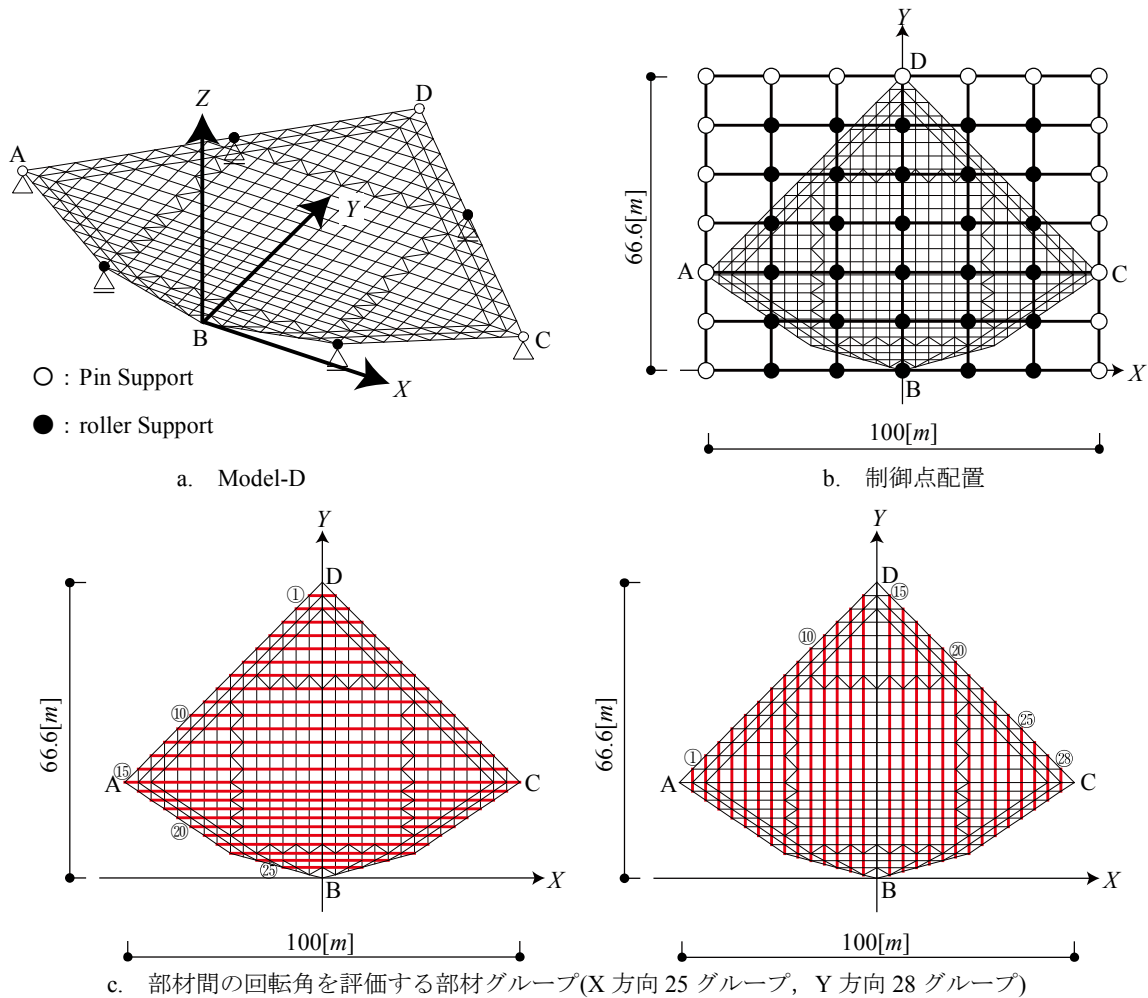 Z
D
A
Y
B
C
X
○ : Pin Support
● : roller Support
a. Model-D
Y
D
66.6[m]
A
C
B
X
100[m]
b. 制御点配置
Y
D
①
66.6[m]
⑩
⑮
A
C
⑳
㉕
B
X
100[m]
Y
D
⑮
⑩
⑳
66.6[m]
㉕
①
㉘
A
C
B
X
100[m]
c. 部材間の回転角を評価する部材グループ(X 方向 25 グループ，Y 方向 28 グループ)